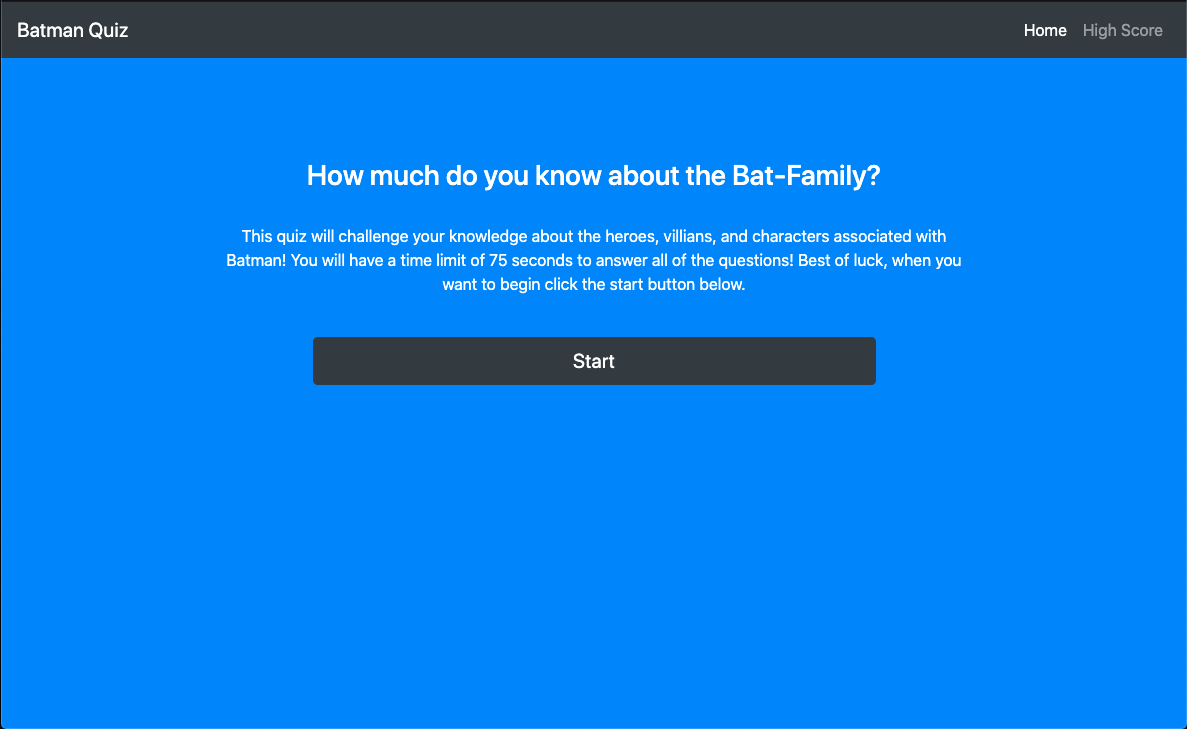 Batman Quiz
Home
High Score
How much do you know about the Bat-Family?
This quiz will challenge your knowledge about the heroes, villians, and characters associated with
Batman! You will have a time limit of 75 seconds to answer all of the questions! Best of luck, when you
want to begin click the start button below.
Start